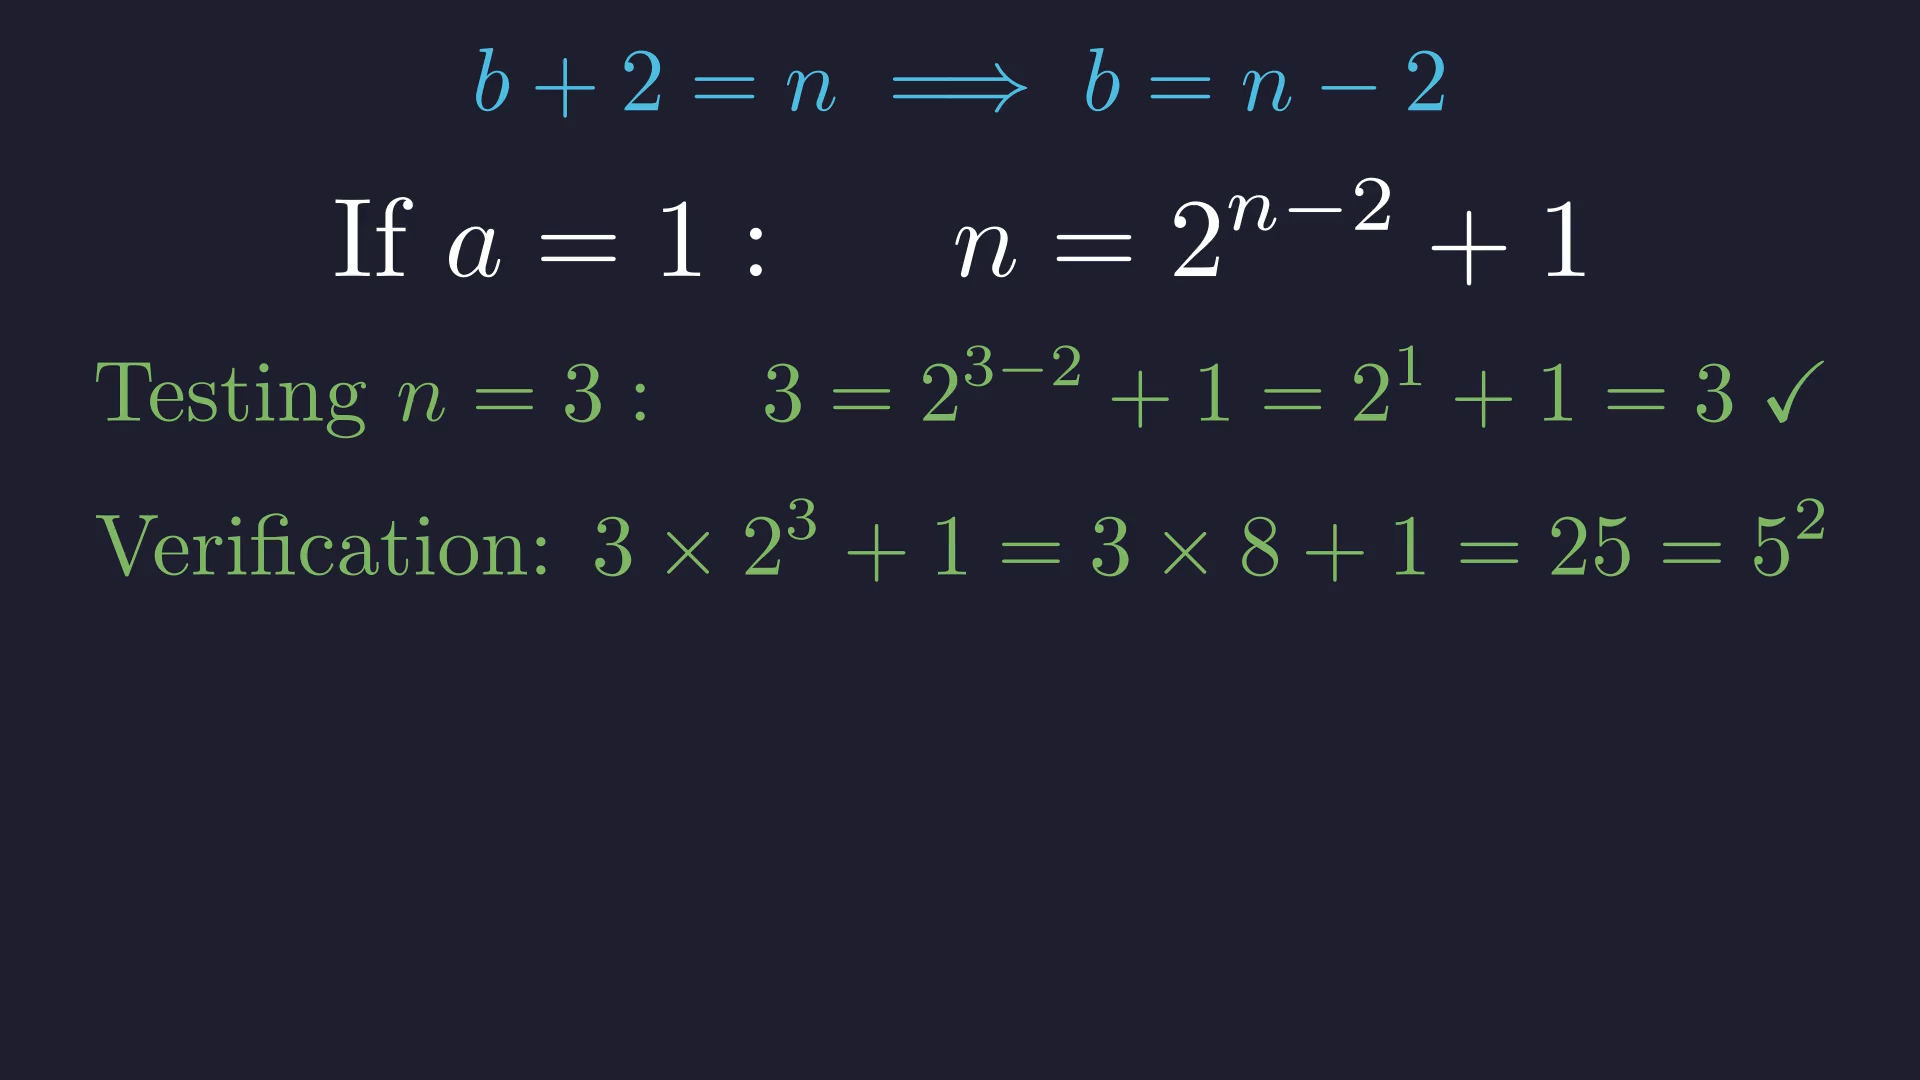 b + 2 = n ⟹ b = n − 2
If a = 1 : n = 2^{n−2} + 1
Testing n = 3 : 3 = 2^{3−2} + 1 = 2^1 + 1 = 3 ✓
Verification: 3 × 2^3 + 1 = 3 × 8 + 1 = 25 = 5^2